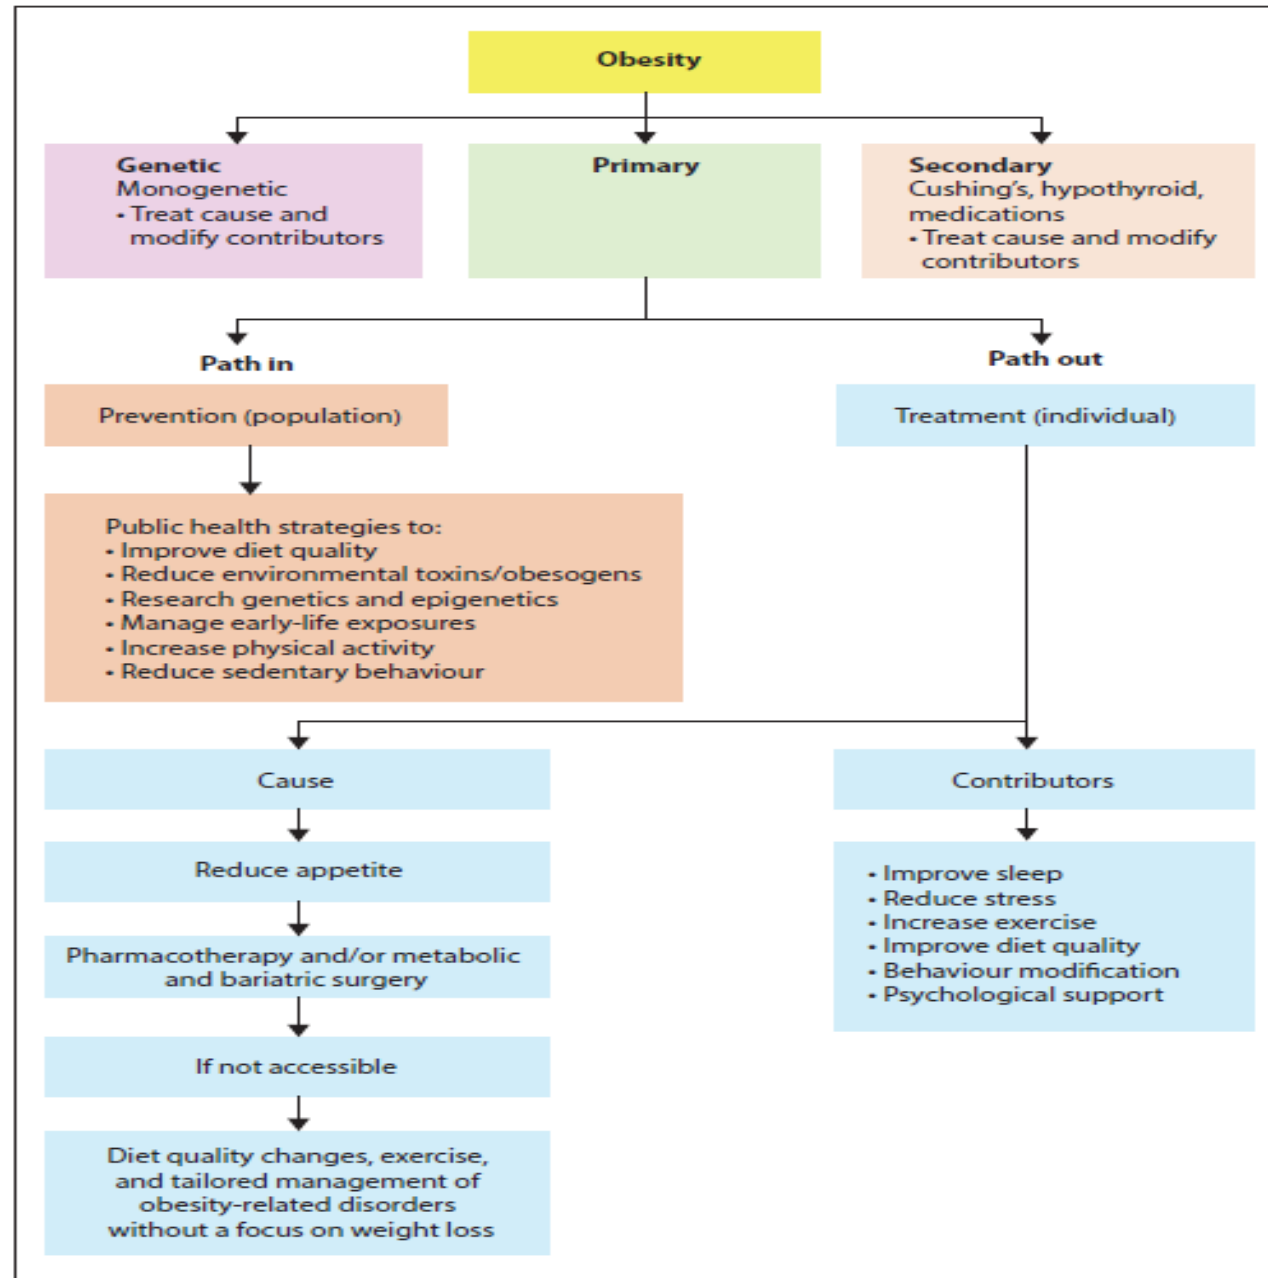 Obesity
Genetic
Monogenetic
• Treat cause and
modify contributors
Primary
Secondary
Cushing's, hypothyroid,
medications
• Treat cause and modify
contributors
Path in
Path out
Prevention (population)
Treatment (individual)
Public health strategies to:
• Improve diet quality
• Reduce environmental toxins/obesogens
• Research genetics and epigenetics
• Manage early-life exposures
• Increase physical activity
• Reduce sedentary behaviour
Cause
Contributors
Reduce appetite
• Improve sleep
• Reduce stress
• Increase exercise
• Improve diet quality
• Behaviour modification
• Psychological support
Pharmacotherapy and/or metabolic
and bariatric surgery
If not accessible
Diet quality changes, exercise,
and tailored management of
obesity-related disorders
without a focus on weight loss